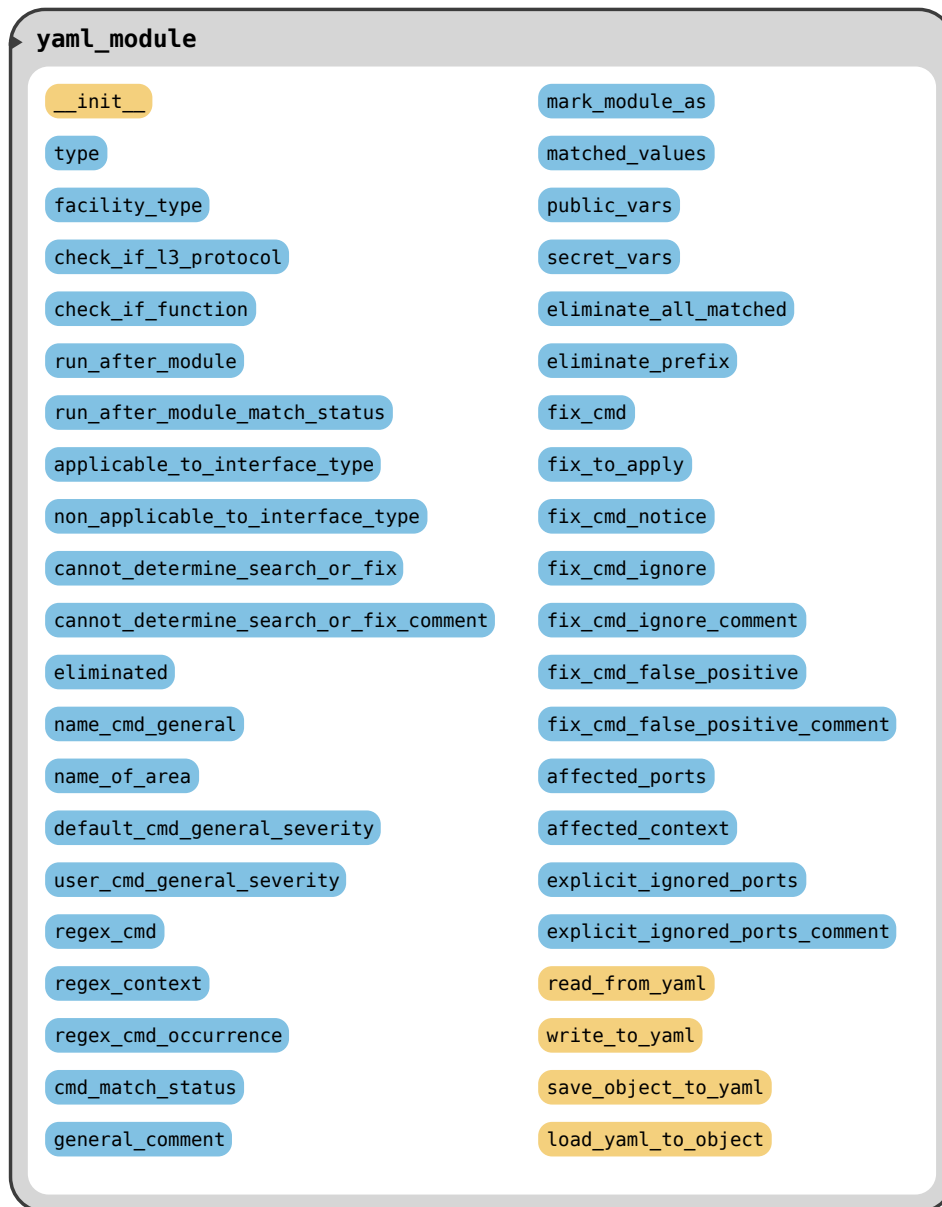 yaml_module
__init__
type
facility_type
check_if_l3_protocol
check_if_function
run_after_module
run_after_module_match_status
applicable_to_interface_type
non_applicable_to_interface_type
cannot_determine_search_or_fix
cannot_determine_search_or_fix_comment
eliminated
name_cmd_general
name_of_area
default_cmd_general_severity
user_cmd_general_severity
regex_cmd
regex_context
regex_cmd_occurrence
cmd_match_status
general_comment
mark_module_as
matched_values
public_vars
secret_vars
eliminate_all_matched
eliminate_prefix
fix_cmd
fix_to_apply
fix_cmd_notice
fix_cmd_ignore
fix_cmd_ignore_comment
fix_cmd_false_positive
fix_cmd_false_positive_comment
affected_ports
affected_context
explicit_ignored_ports
explicit_ignored_ports_comment
read_from_yaml
write_to_yaml
save_object_to_yaml
load_yaml_to_object